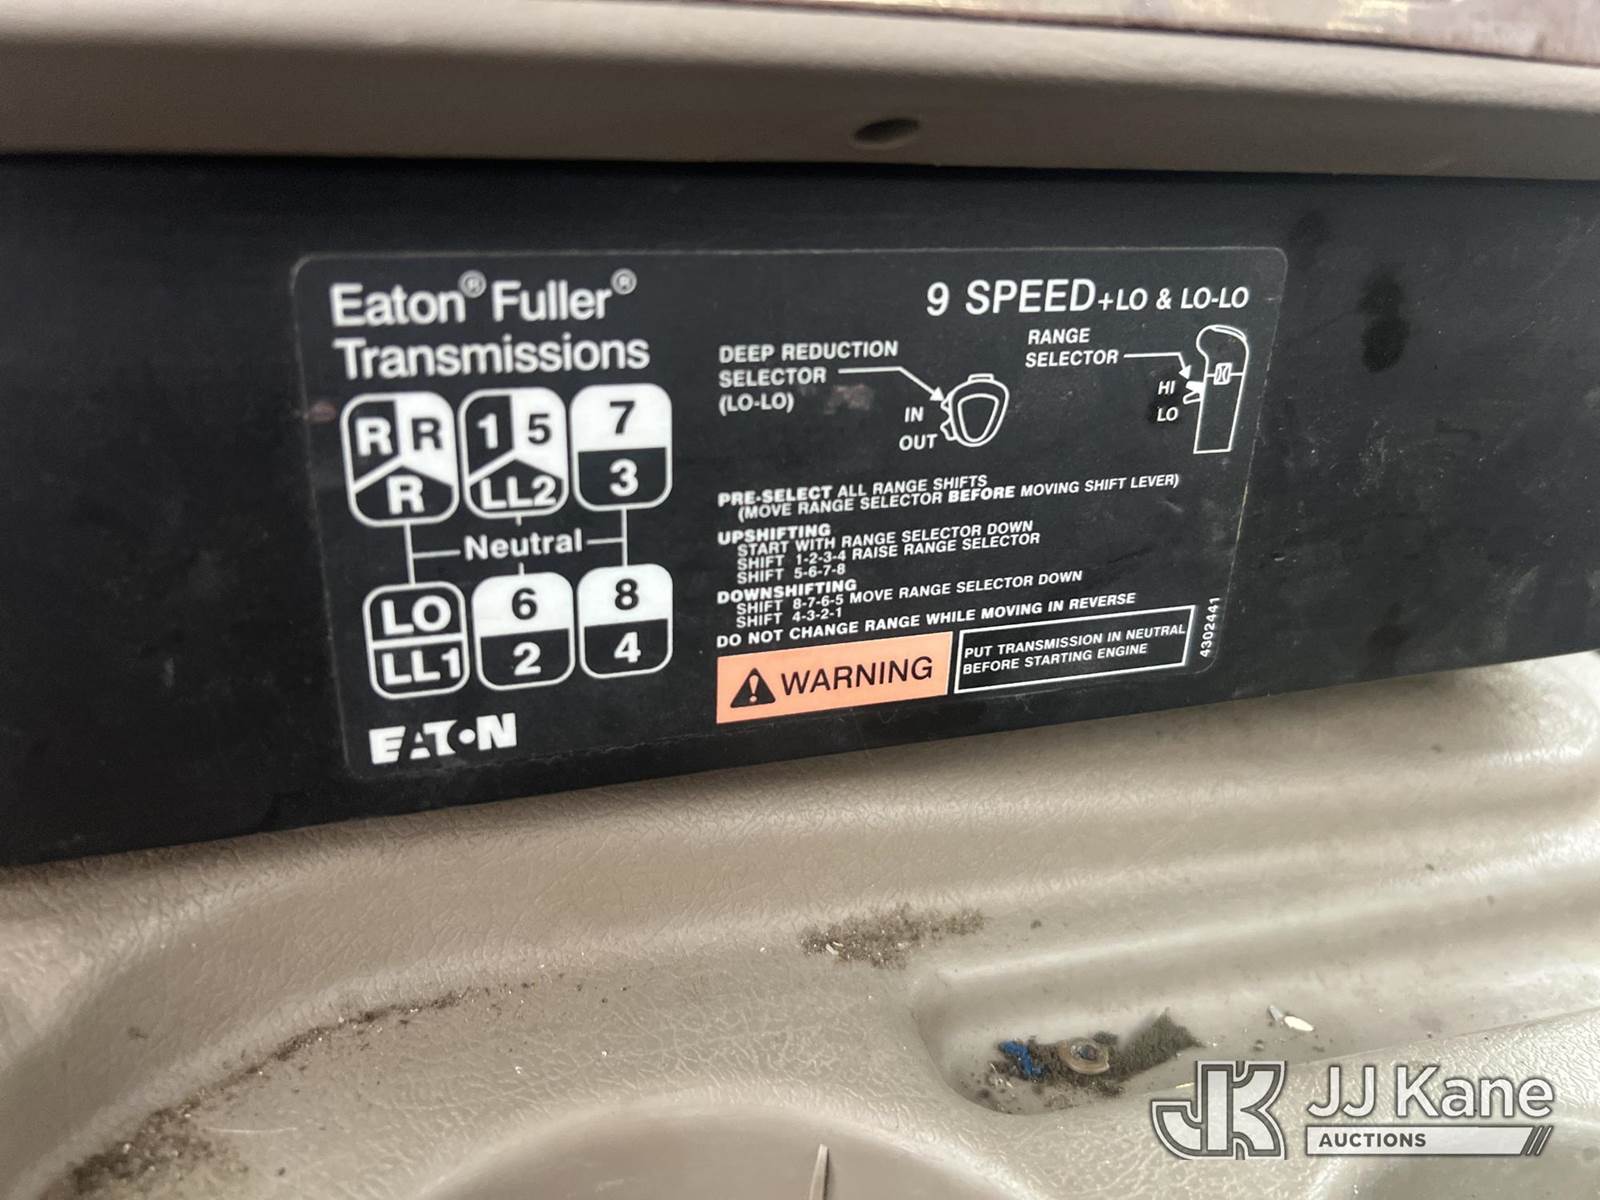 Eaton® Fuller®
Transmissions
9 SPEED +LO & LO-LO
R R
R
1 5
LL2
7
3
Neutral
LO
LL1
6
2
8
4
EATON
DEEP REDUCTION
SELECTOR
(LO-LO)
IN
OUT
RANGE
SELECTOR
HI
LO
PRE-SELECT ALL RANGE SHIFTS
(MOVE RANGE SELECTOR BEFORE MOVING SHIFT LEVER)
UPSHIFTING
START WITH RANGE SELECTOR DOWN
SHIFT 1-2-3-4 RAISE RANGE SELECTOR
SHIFT 5-6-7-8
DOWNSHIFTING
SHIFT 8-7-6-5 MOVE RANGE SELECTOR DOWN
SHIFT 4-3-2-1
DO NOT CHANGE RANGE WHILE MOVING IN REVERSE
WARNING
PUT TRANSMISSION IN NEUTRAL
BEFORE STARTING ENGINE
4302441
JK
JJ Kane
AUCTIONS